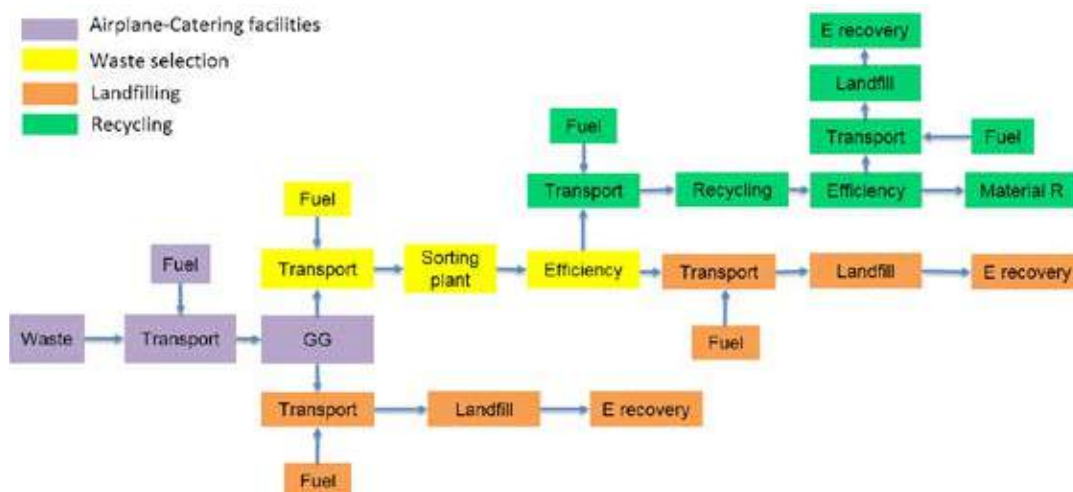 Airplane-Catering facilities
Waste selection
Landfilling
Recycling
E recovery
Landfill
Fuel
Transport
Fuel
Transport
Recycling
Efficiency
Material R
Fuel
Transport
Sorting
plant
Efficiency
Transport
Landfill
E recovery
Fuel
Waste
Transport
GG
Fuel
Transport
Landfill
E recovery
Fuel